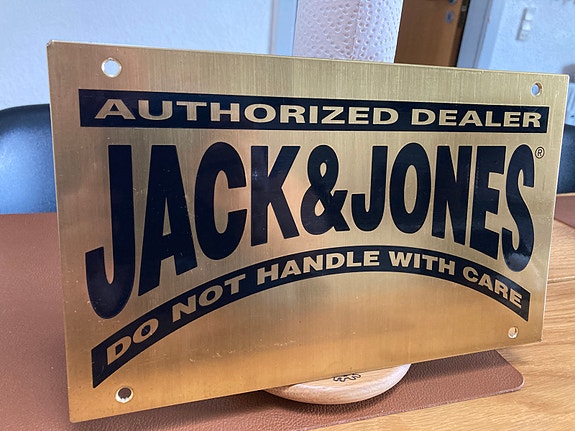 AUTHORIZED DEALER
JACK&JONES®
DO NOT HANDLE WITH CARE